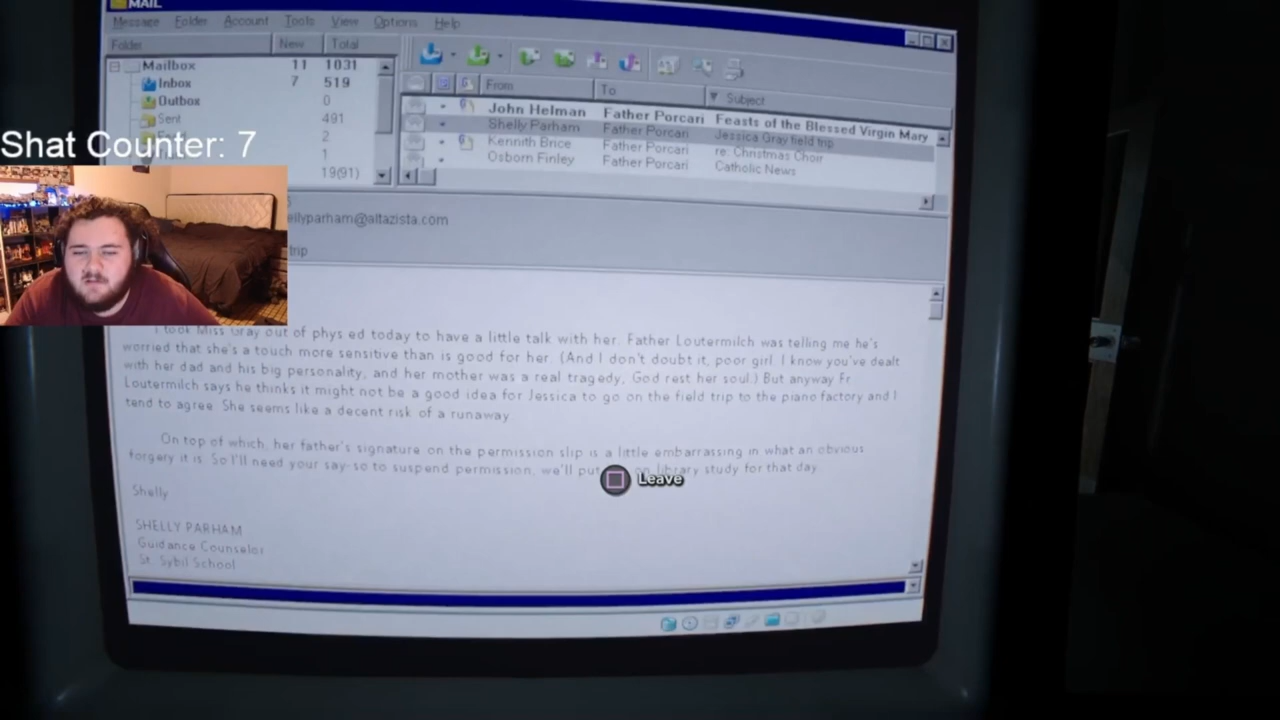 MAIL
Message Folder Account Tools View Options Help
Folder New Total
Mailbox 11 1031
Inbox 7 519
Outbox 0
Sent 491
2
1
19(91)
From To Subject
John Helman Father Porcari Feasts of the Blessed Virgin Mary
Shelly Parham Father Porcari Jessica Gray field trip
Kennith Brice Father Porcari re: Christmas Choir
Osborn Finley Father Porcari Catholic News
Shat Counter: 7
ellyparham@altazista.com
trip
I took Miss Gray out of phys ed today to have a little talk with her. Father Loutermilch was telling me he's
worried that she's a touch more sensitive than is good for her. (And I don't doubt it, poor girl. I know you've dealt
with her dad and his big personality, and her mother was a real tragedy, God rest her soul.) But anyway Fr.
Loutermilch says he thinks it might not be a good idea for Jessica to go on the field trip to the piano factory and I
tend to agree. She seems like a decent risk of a runaway.
On top of which, her father's signature on the permission slip is a little embarrassing in what an obvious
forgery it is. So I'll need your say-so to suspend permission, we'll put on library study for that day.
Leave
Shelly
SHELLY PARHAM
Guidance Counselor
St. Sybil School